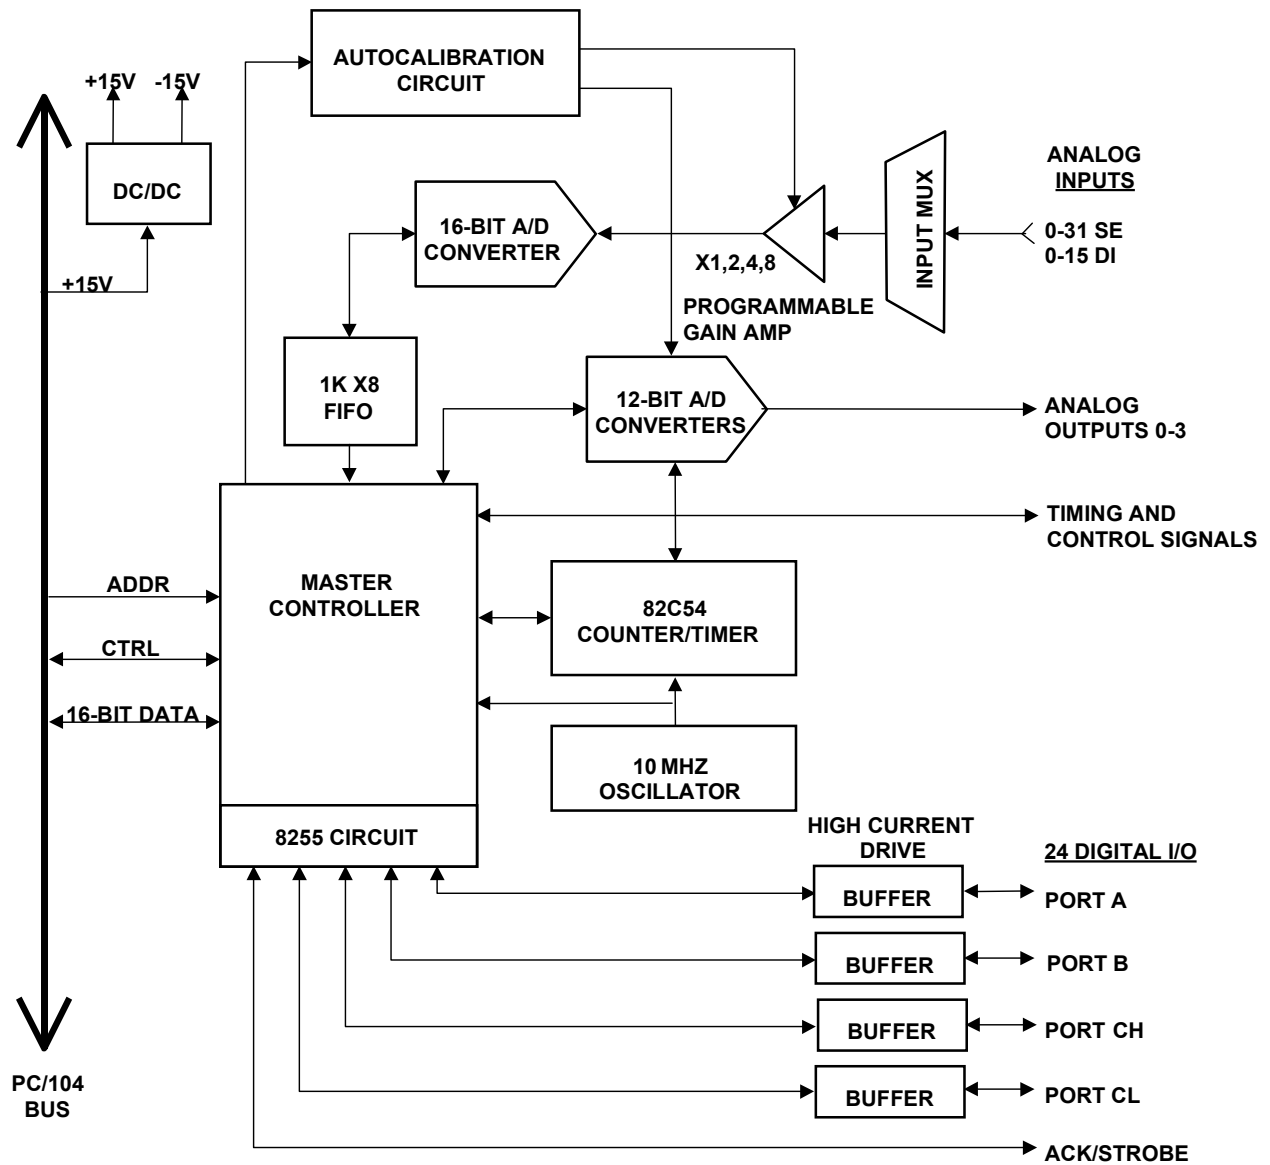 AUTOCALIBRATION
CIRCUIT
+15V -15V
DC/DC
+15V
16-BIT A/D
CONVERTER
X1,2,4,8
PROGRAMMABLE
GAIN AMP
INPUT MUX
ANALOG
INPUTS
0-31 SE
0-15 DI
1K X8
FIFO
12-BIT A/D
CONVERTERS
ANALOG
OUTPUTS 0-3
TIMING AND
CONTROL SIGNALS
MASTER
CONTROLLER
ADDR
CTRL
16-BIT DATA
82C54
COUNTER/TIMER
10 MHZ
OSCILLATOR
8255 CIRCUIT
HIGH CURRENT
DRIVE
24 DIGITAL I/O
BUFFER
PORT A
BUFFER
PORT B
BUFFER
PORT CH
BUFFER
PORT CL
ACK/STROBE
PC/104
BUS